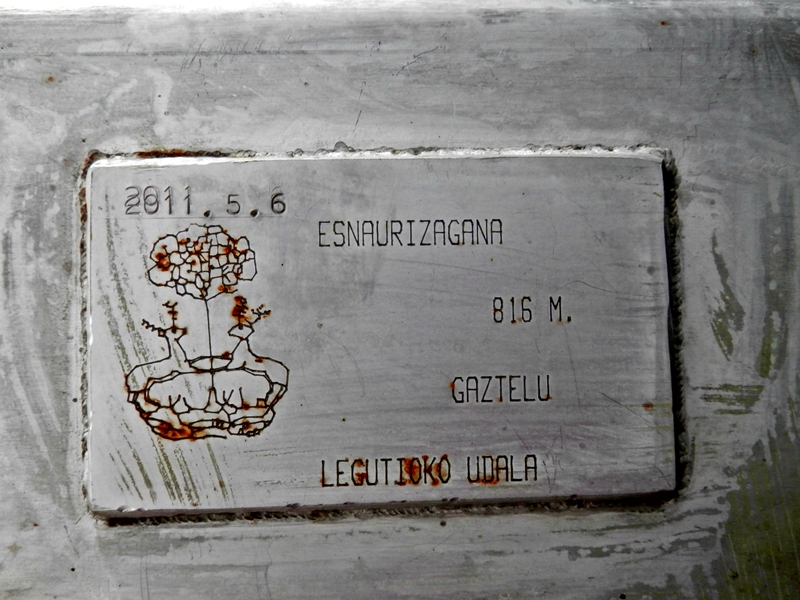 2011.5.6
ESNAURIZAGANA
816 M.
GAZTELU
LEGUTIOKO UDALA